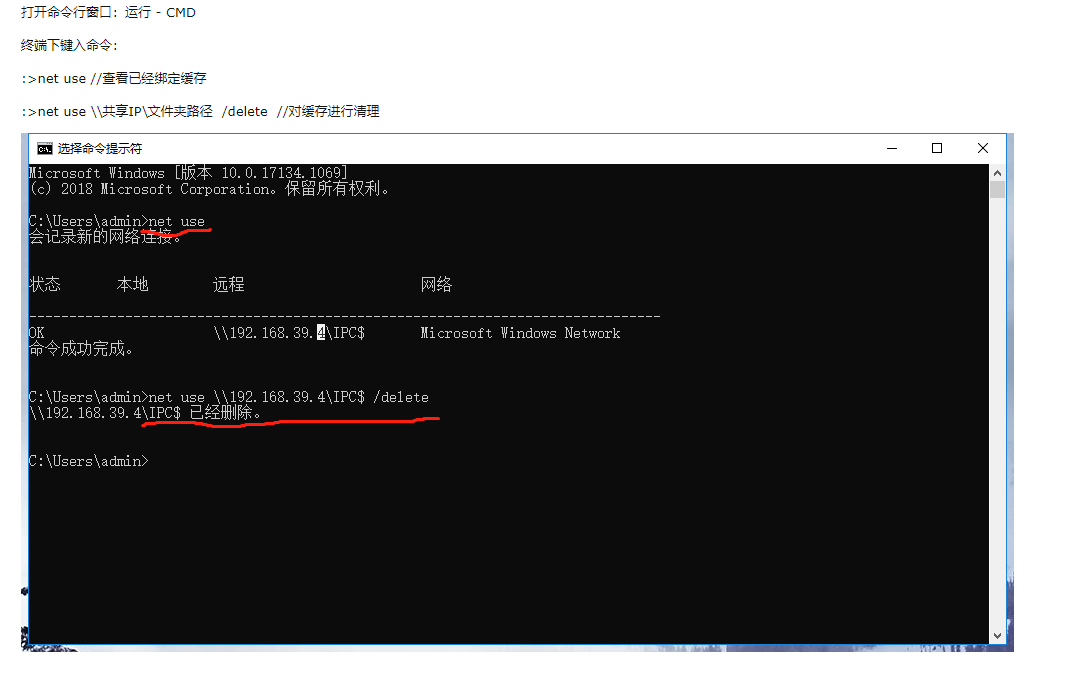 打开命令行窗口: 运行 - CMD
终端下键入命令:
:>net use //查看已经绑定缓存
:>net use \\共享IP\文件夹路径 /delete //对缓存进行清理
选择命令提示符
Microsoft Windows [版本 10.0.17134.1069]
(c) 2018 Microsoft Corporation。保留所有权利。
C:\Users\admin>net use
会记录新的网络连接。
状态 本地 远程 网络
-------------------------------------------------------------------------------
OK \\192.168.39.4\IPC$ Microsoft Windows Network
命令成功完成。
C:\Users\admin>net use \\192.168.39.4\IPC$ /delete
\\192.168.39.4\IPC$ 已经删除。
C:\Users\admin>